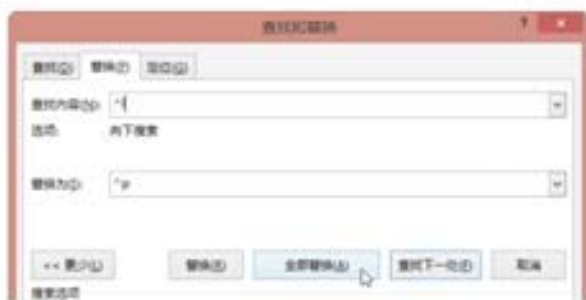 查找和替换
查找(D) 替换(P) 定位(G)
查找内容(N): ^l
选项: 向下搜索
替换为(I): ^p
<< 更少(L) 替换(R) 全部替换(A) 查找下一处(F) 取消
搜索选项